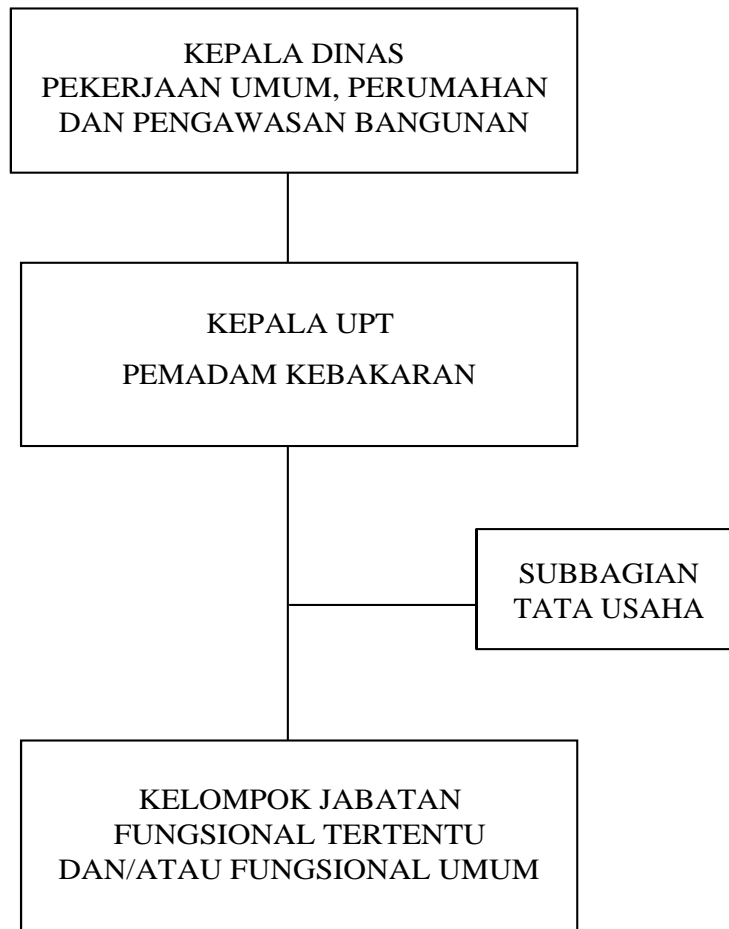 KEPALA DINAS
PEKERJAAN UMUM, PERUMAHAN
DAN PENGAWASAN BANGUNAN
KEPALA UPT
PEMADAM KEBAKARAN
SUBBAGIAN
TATA USAHA
KELOMPOK JABATAN
FUNGSIONAL TERTENTU
DAN/ATAU FUNGSIONAL UMUM